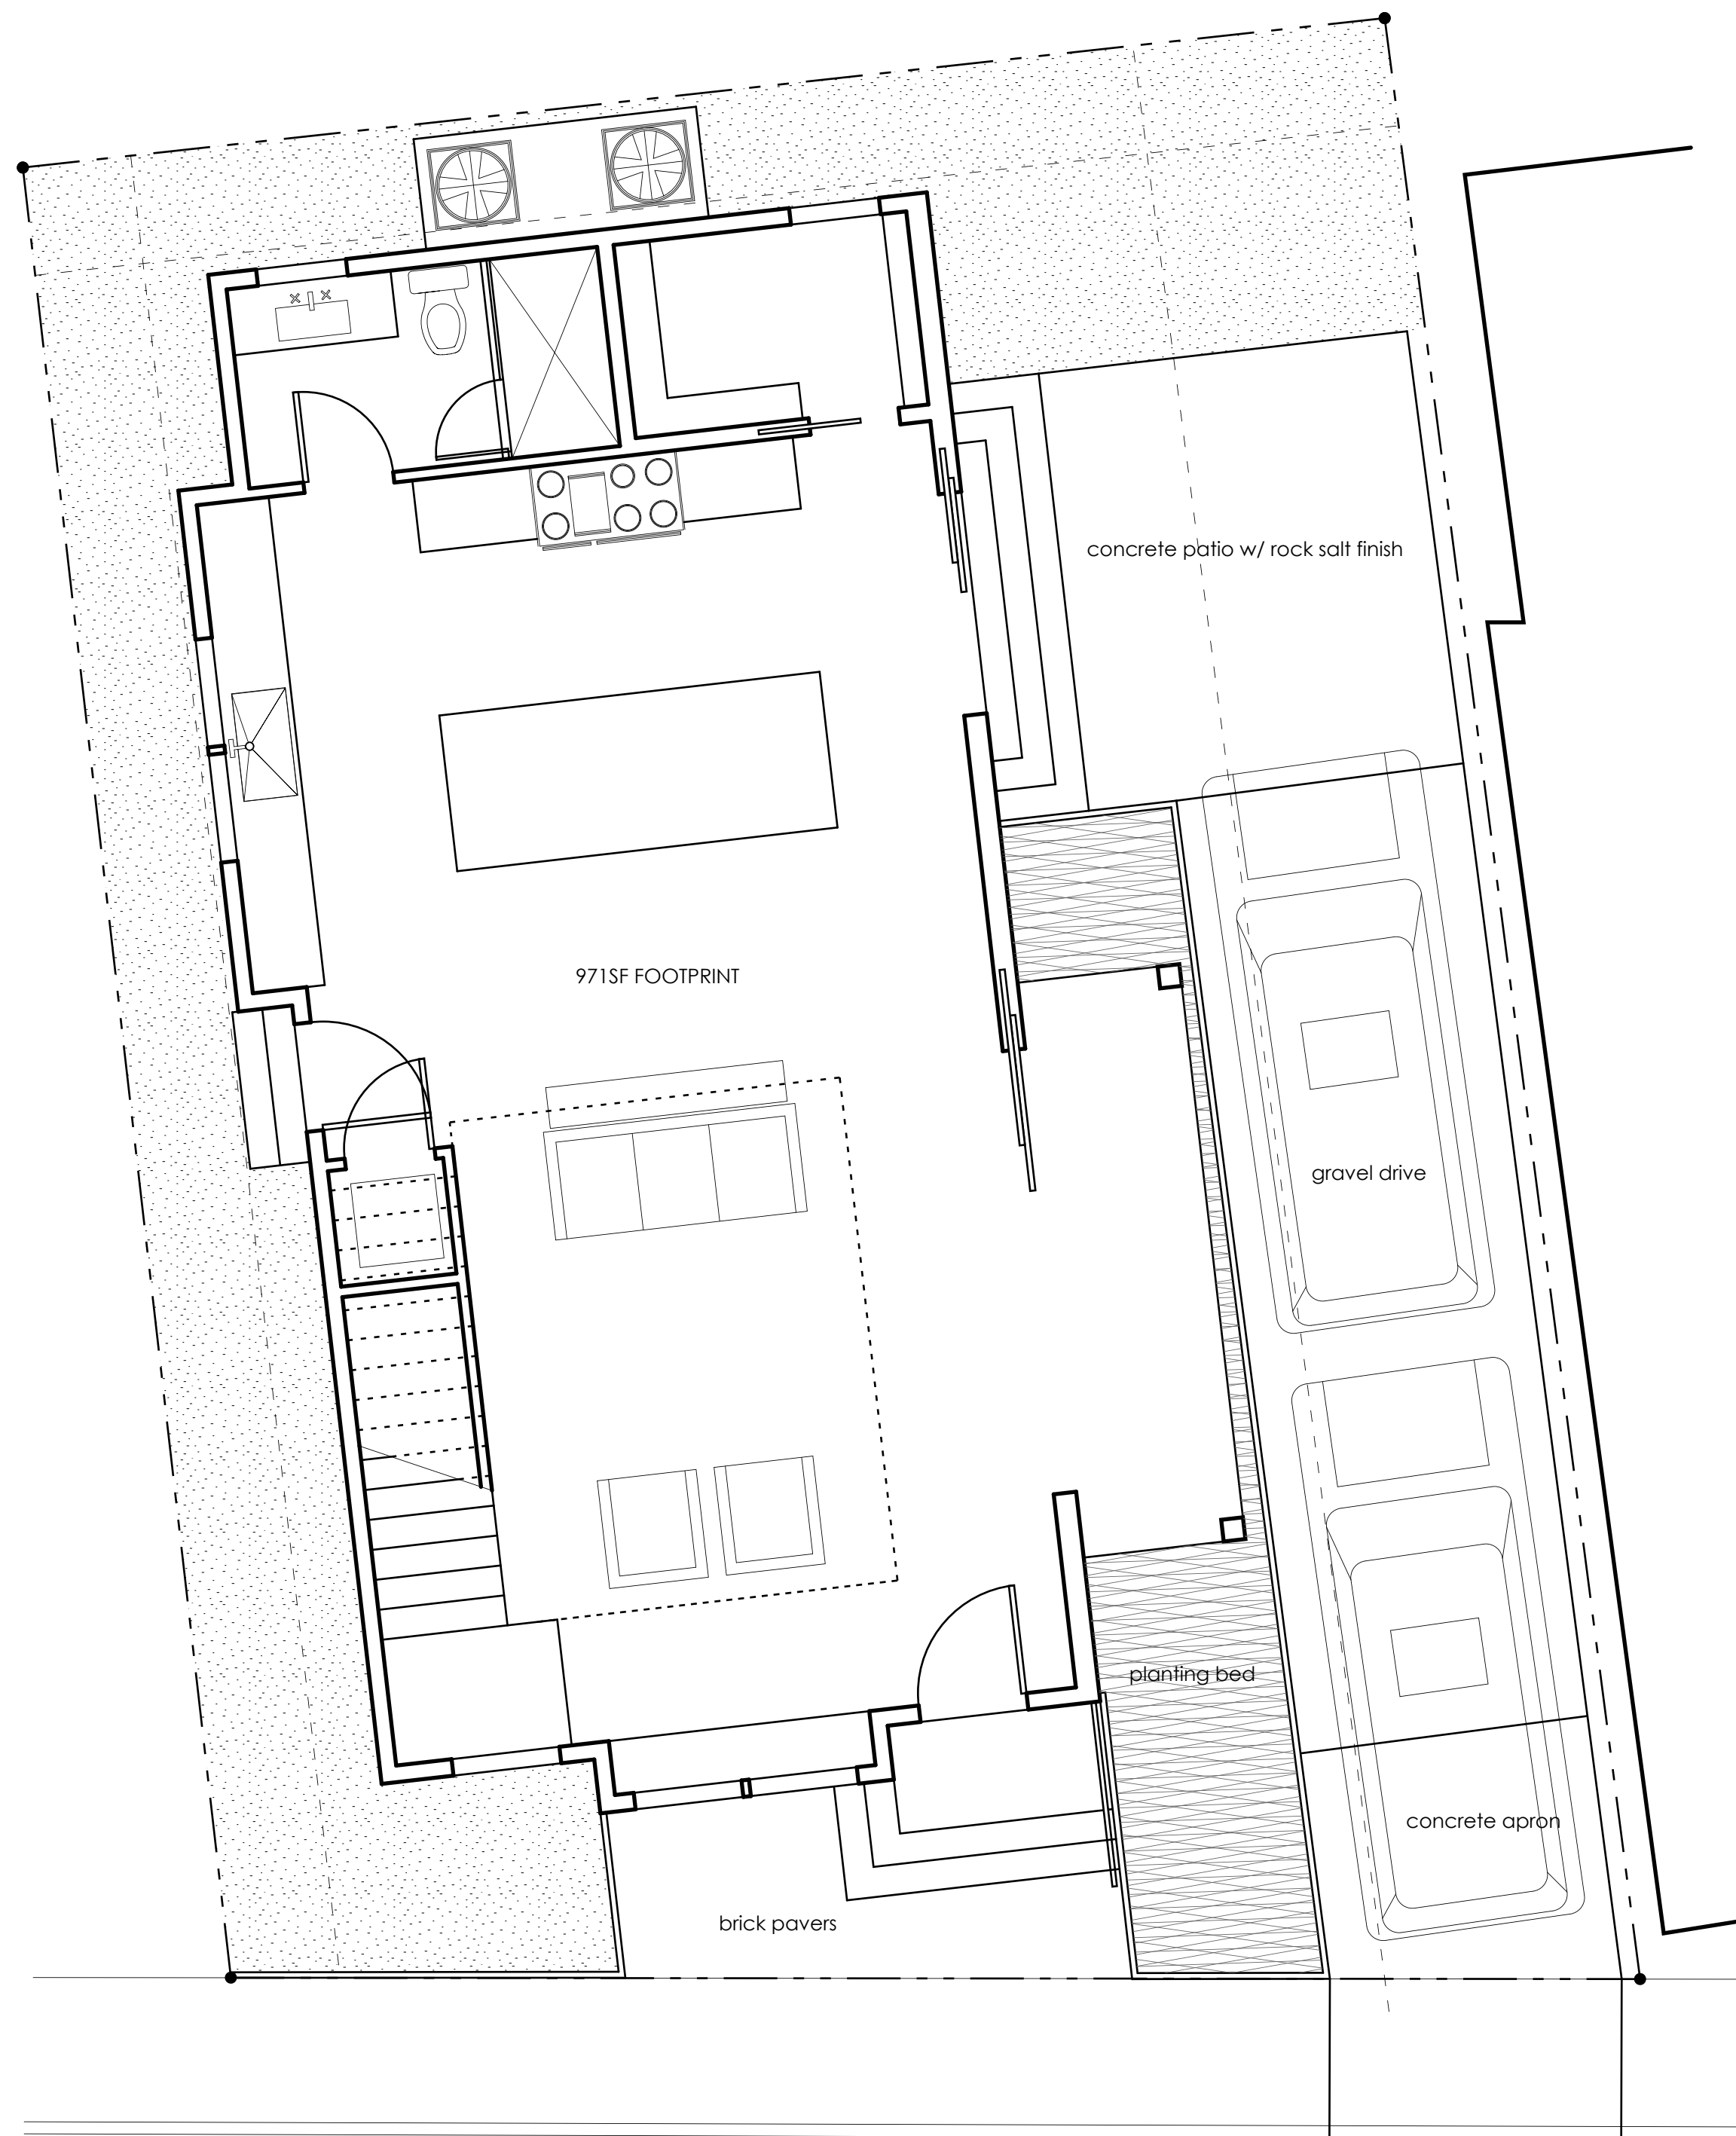 concrete patio w/ rock salt finish
971SF FOOTPRINT
gravel drive
planting bed
concrete apron
brick pavers